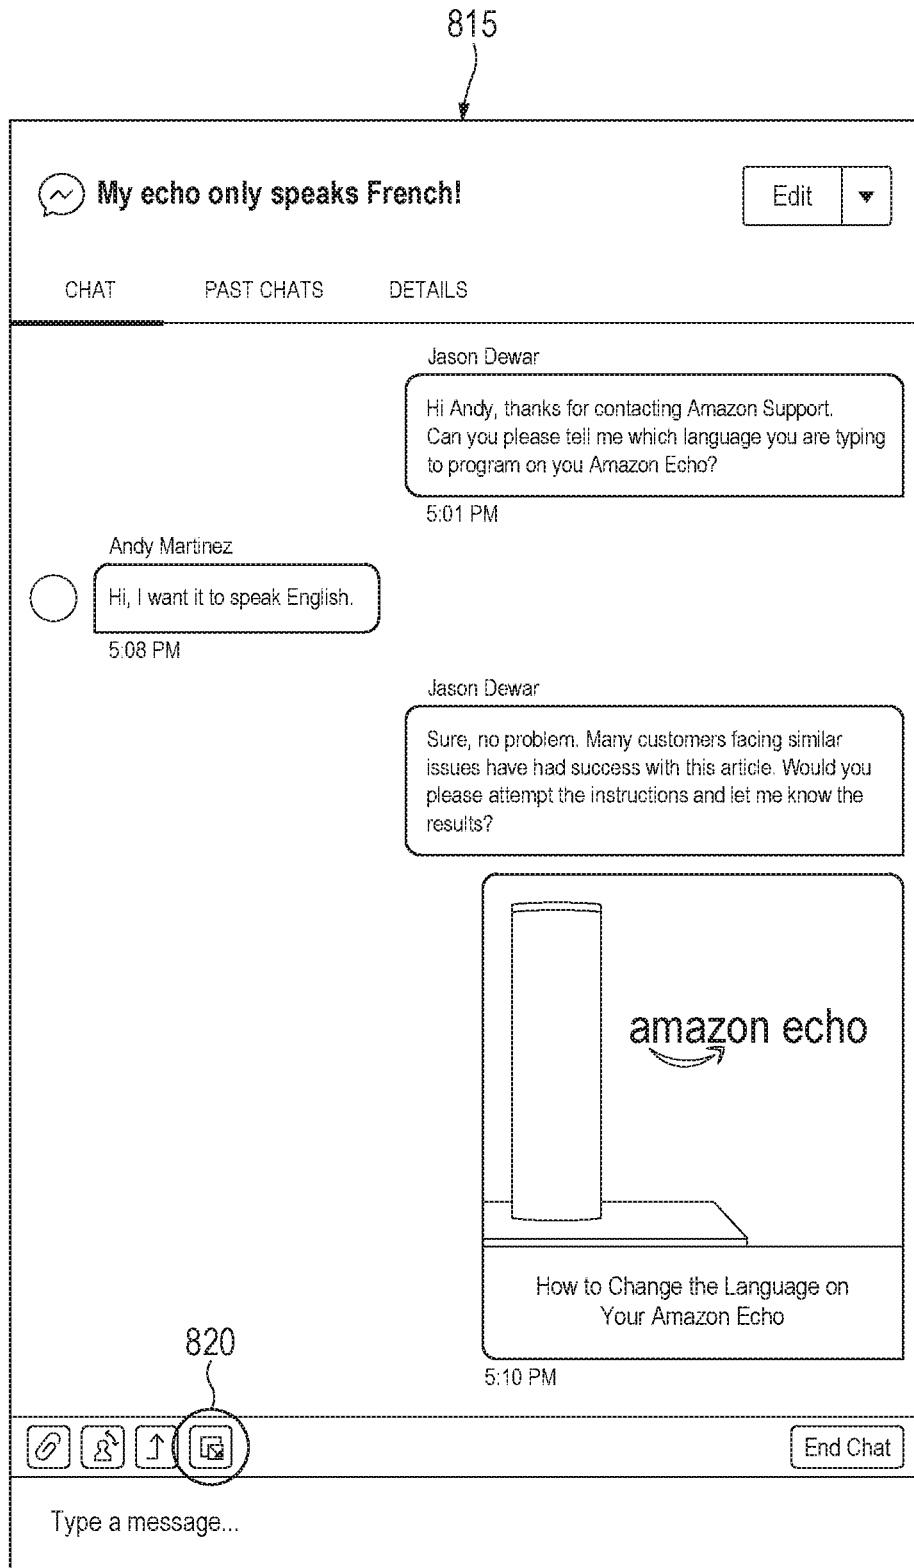 815
My echo only speaks French!
Edit
CHAT PAST CHATS DETAILS
Jason Dewar
Hi Andy, thanks for contacting Amazon Support.
Can you please tell me which language you are typing
to program on you Amazon Echo?
5:01 PM
Andy Martinez
Hi, I want it to speak English.
5:08 PM
Jason Dewar
Sure, no problem. Many customers facing similar
issues have had success with this article. Would you
please attempt the instructions and let me know the
results?
amazon echo
How to Change the Language on
Your Amazon Echo
5:10 PM
820
End Chat
Type a message...